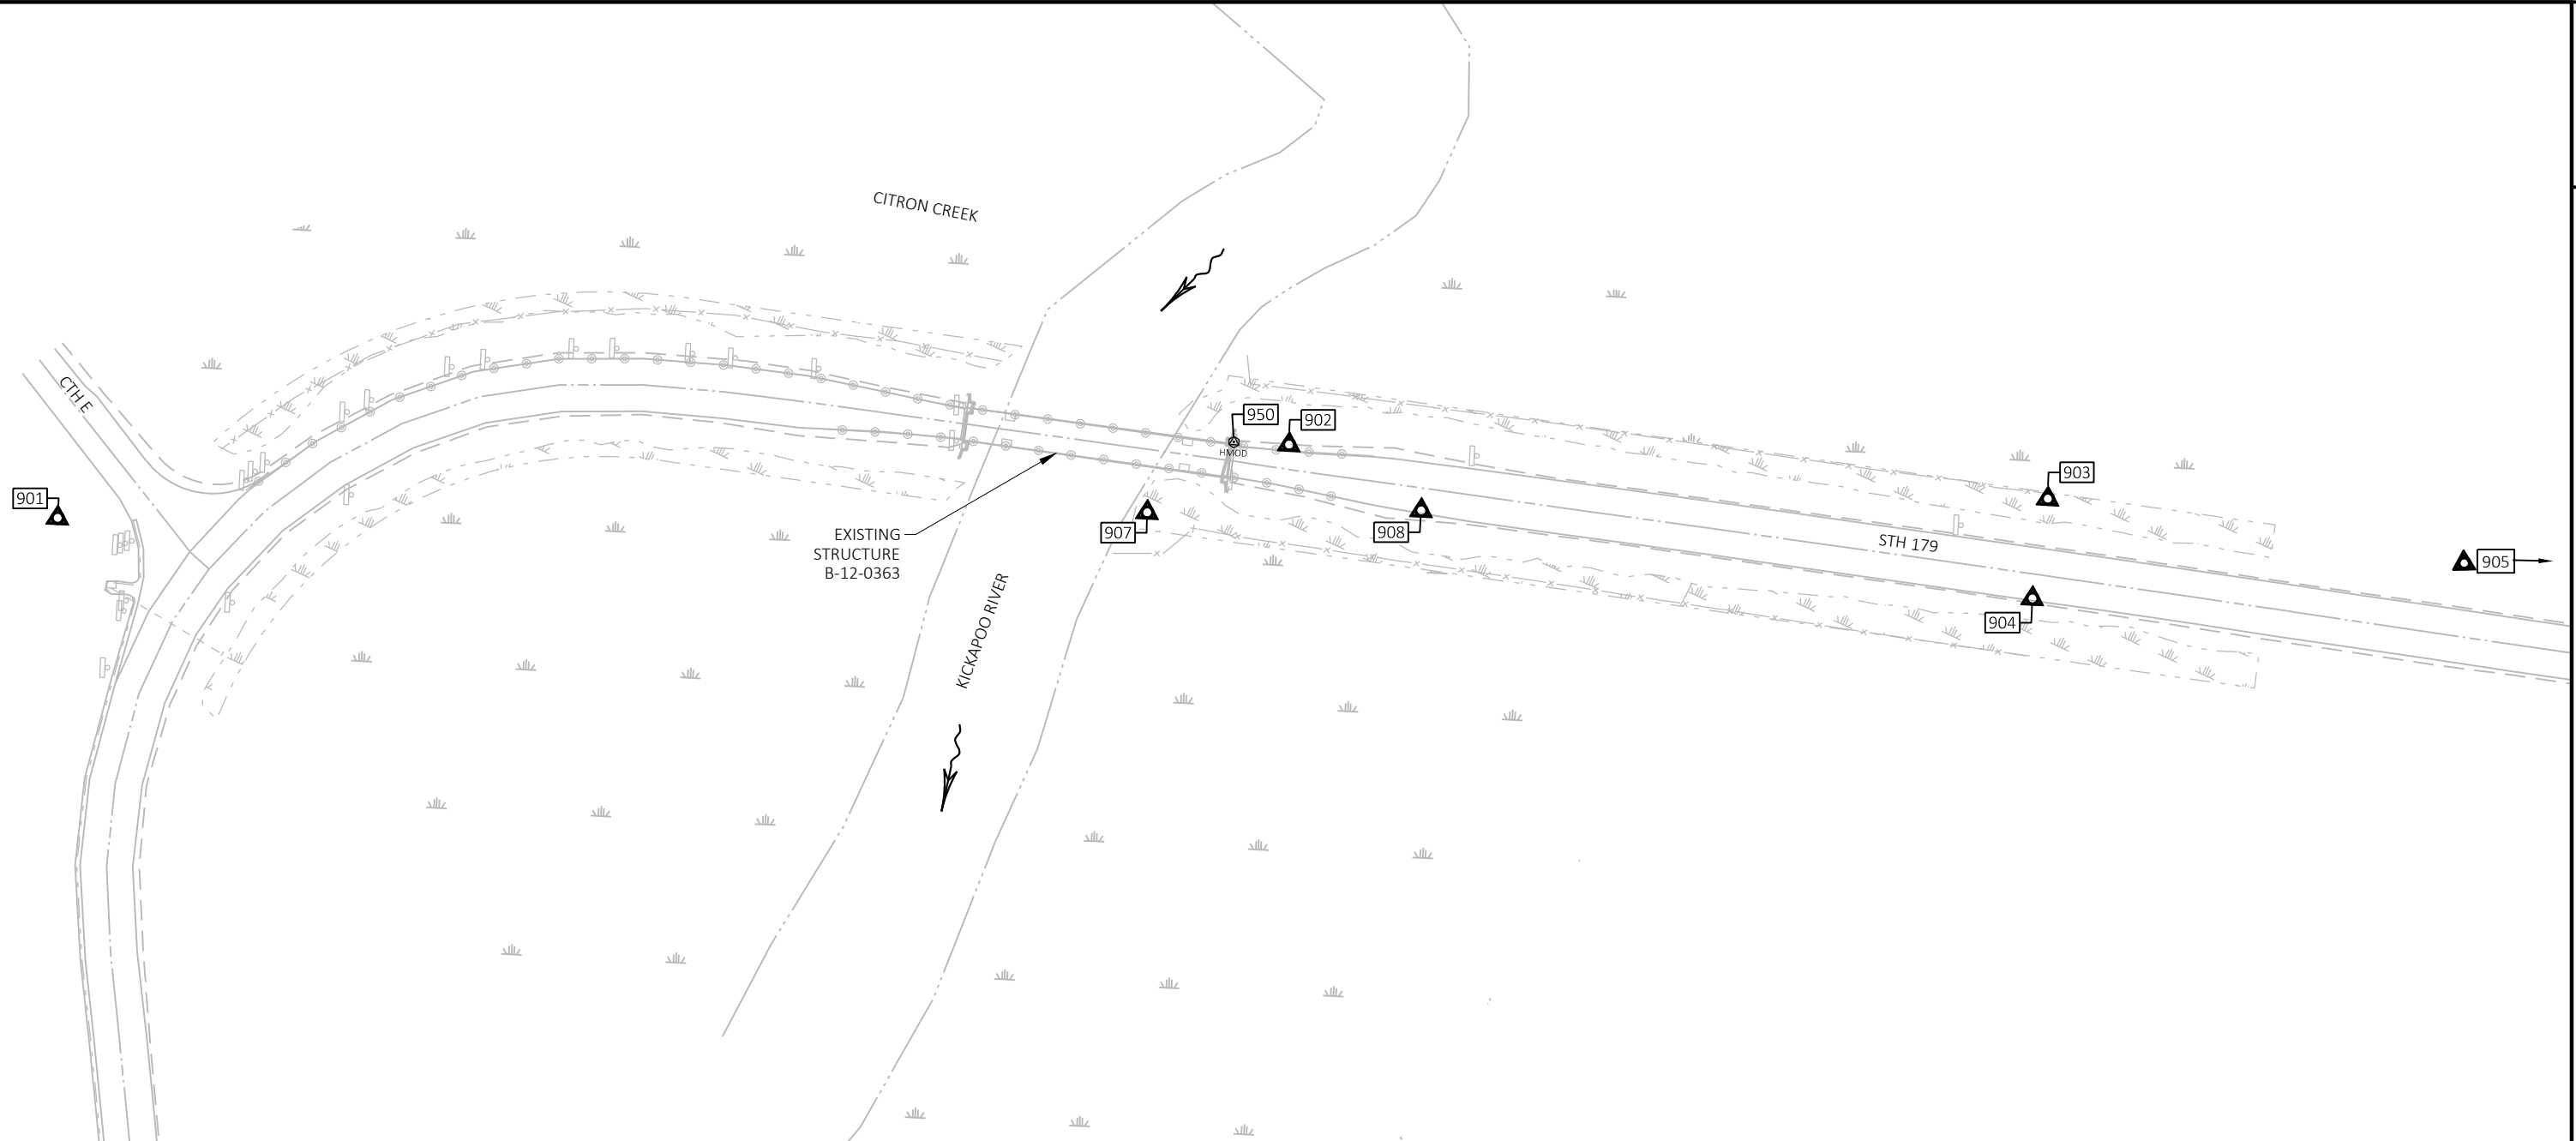 CITRON CREEK
CTH E
950
902
HMOD
903
901
907
908
EXISTING
STRUCTURE
B-12-0363
STH 179
905
KICKAPOO RIVER
904